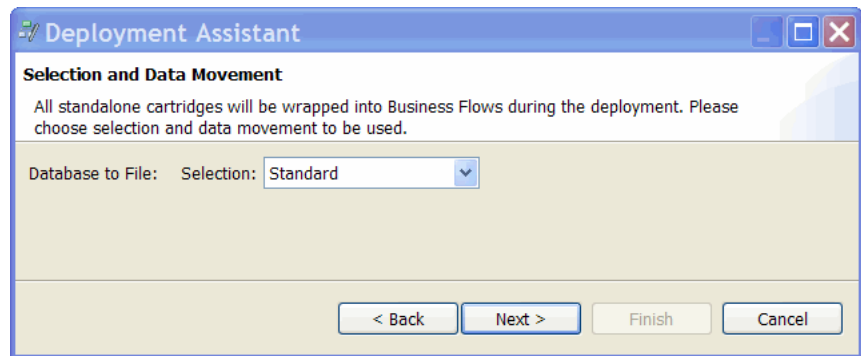 Deployment Assistant
Selection and Data Movement
All standalone cartridges will be wrapped into Business Flows during the deployment. Please
choose selection and data movement to be used.
Database to File: Selection: Standard
< Back Next > Finish Cancel